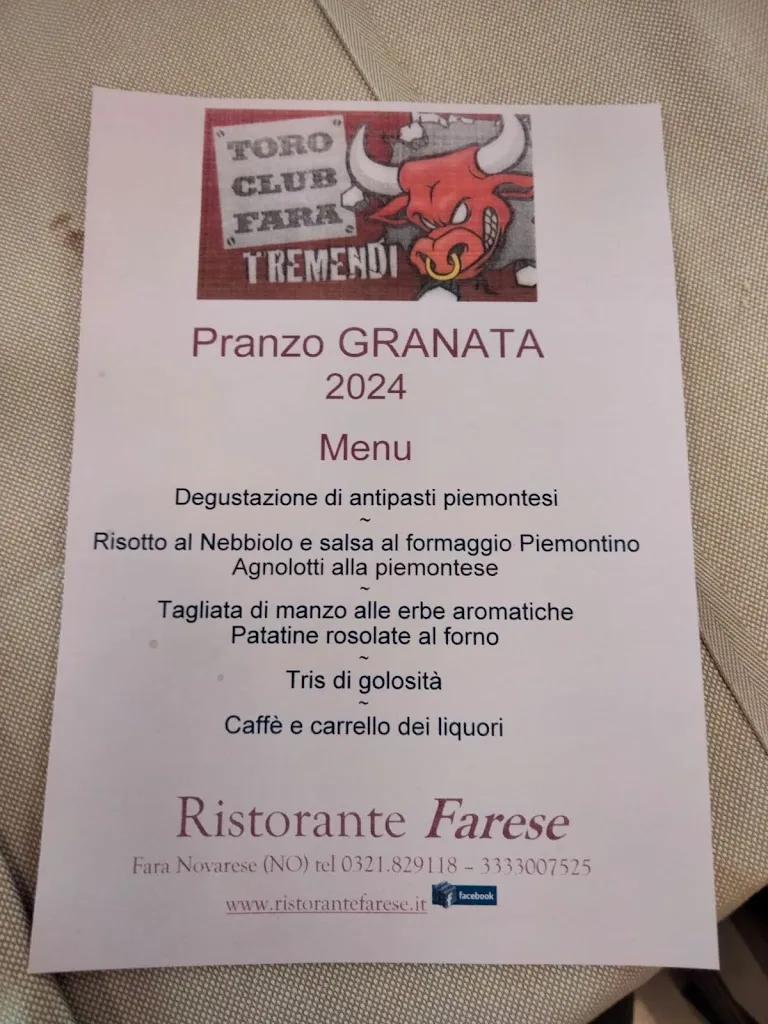 TORO
CLUB
FARA
TREMENDI
Pranzo GRANATA
2024
Menu
Degustazione di antipasti piemontesi
~
Risotto al Nebbiolo e salsa al formaggio Piemontino
Agnolotti alla piemontese
~
Tagliata di manzo alle erbe aromatiche
Patatine rosolate al forno
~
Tris di golosità
~
Caffè e carrello dei liquori
Ristorante Farese
Fara Novarese (NO) tel 0321.829118 – 3333007525
www.ristorantefarese.it facebook